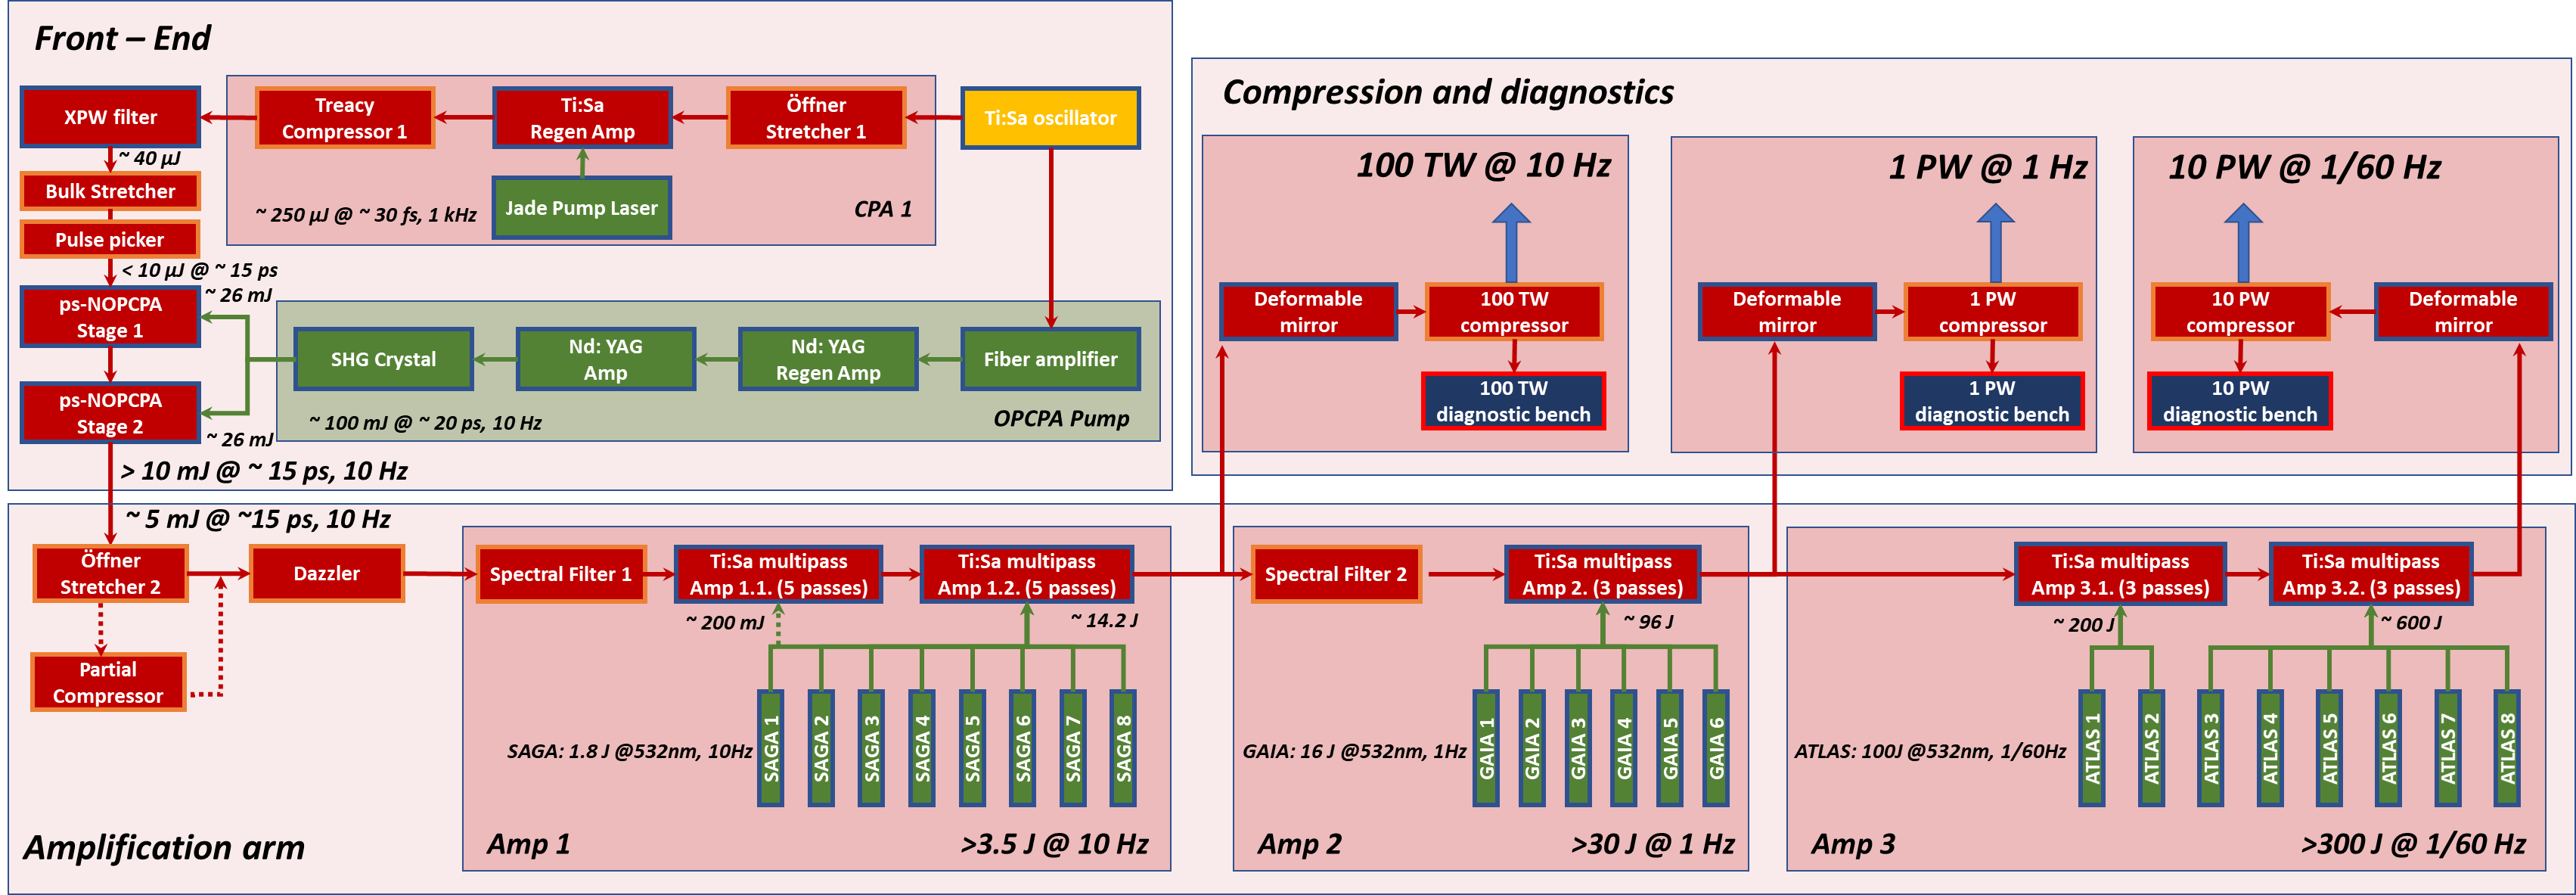 Front – End
XPW filter
Treacy
Compressor 1
Ti:Sa
Regen Amp
Öffner
Stretcher 1
Ti:Sa oscillator
~ 40 µJ
Bulk Stretcher
Jade Pump Laser
~ 250 µJ @ ~ 30 fs, 1 kHz
CPA 1
Pulse picker
< 10 µJ @ ~ 15 ps
~ 26 mJ
ps-NOPCPA
Stage 1
SHG Crystal
Nd: YAG
Amp
Nd: YAG
Regen Amp
Fiber amplifier
ps-NOPCPA
Stage 2
~ 100 mJ @ ~ 20 ps, 10 Hz
OPCPA Pump
~ 26 mJ
> 10 mJ @ ~ 15 ps, 10 Hz
Compression and diagnostics
100 TW @ 10 Hz
Deformable
mirror
100 TW
compressor
100 TW
diagnostic bench
1 PW @ 1 Hz
Deformable
mirror
1 PW
compressor
1 PW
diagnostic bench
10 PW @ 1/60 Hz
10 PW
compressor
Deformable
mirror
10 PW
diagnostic bench
~ 5 mJ @ ~15 ps, 10 Hz
Öffner
Stretcher 2
Dazzler
Partial
Compressor
Amplification arm
Spectral Filter 1
Ti:Sa multipass
Amp 1.1. (5 passes)
Ti:Sa multipass
Amp 1.2. (5 passes)
~ 200 mJ
~ 14.2 J
SAGA: 1.8 J @532nm, 10Hz
SAGA 1
SAGA 2
SAGA 3
SAGA 4
SAGA 5
SAGA 6
SAGA 7
SAGA 8
Amp 1
>3.5 J @ 10 Hz
Spectral Filter 2
Ti:Sa multipass
Amp 2. (3 passes)
~ 96 J
GAIA: 16 J @532nm, 1Hz
GAIA 1
GAIA 2
GAIA 3
GAIA 4
GAIA 5
GAIA 6
Amp 2
>30 J @ 1 Hz
Ti:Sa multipass
Amp 3.1. (3 passes)
Ti:Sa multipass
Amp 3.2. (3 passes)
~ 200 J
~ 600 J
ATLAS: 100J @532nm, 1/60Hz
ATLAS 1
ATLAS 2
ATLAS 3
ATLAS 4
ATLAS 5
ATLAS 6
ATLAS 7
ATLAS 8
Amp 3
>300 J @ 1/60 Hz